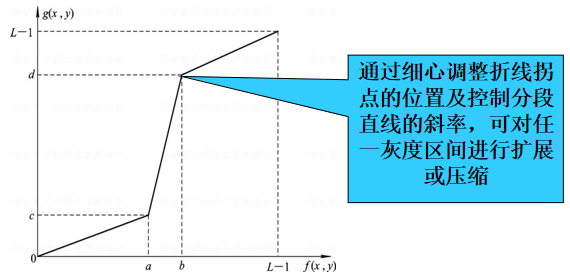 g(x,y)
L−1
d
c
0
a
b
L−1
f(x,y)
通过细心调整折线拐
点的位置及控制分段
直线的斜率，可对任
一灰度区间进行扩展
或压缩